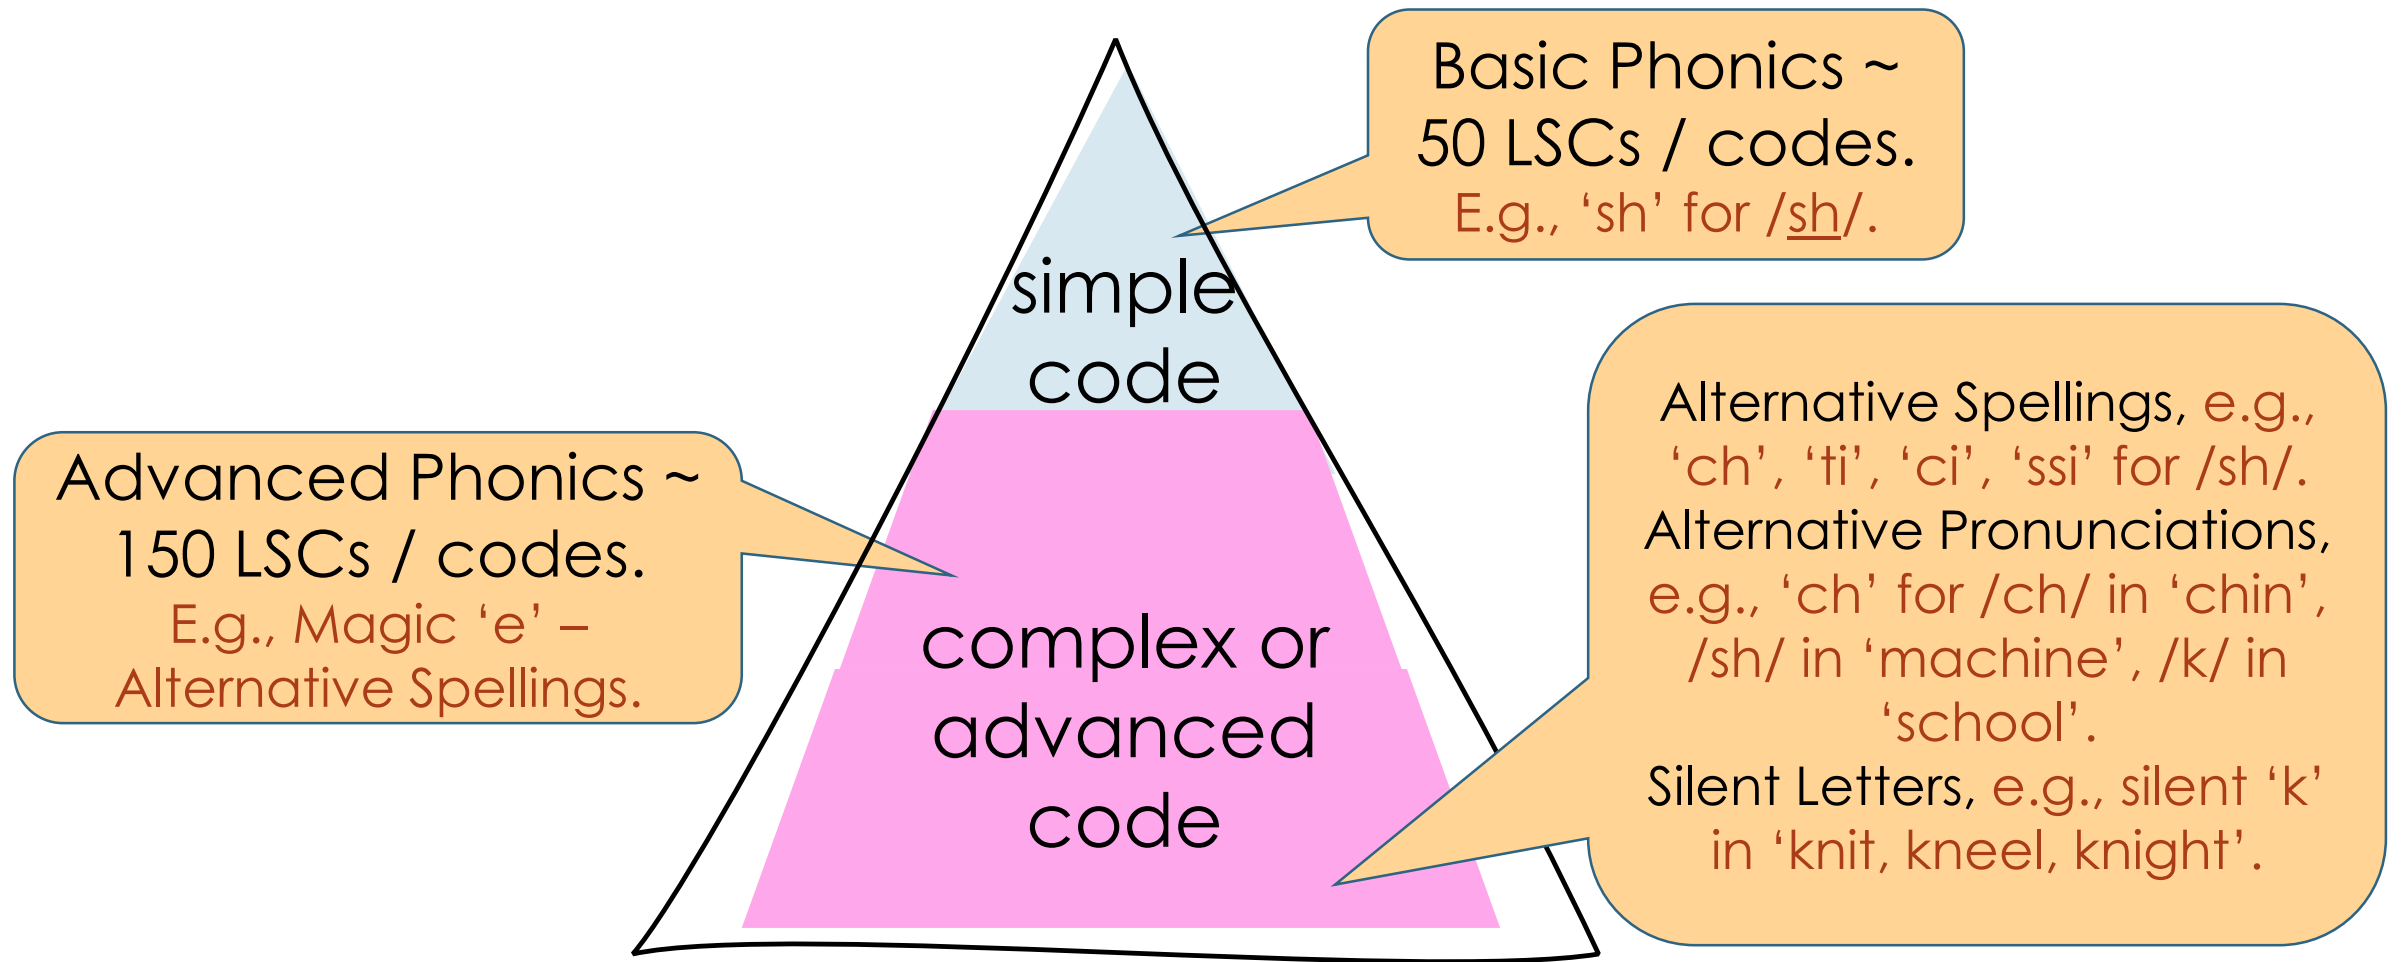 Basic Phonics ~
50 LSCs / codes.
E.g., ‘sh’ for /sh/.
simple
code
Advanced Phonics ~
150 LSCs / codes.
E.g., Magic ‘e’ –
Alternative Spellings.
complex or
advanced
code
Alternative Spellings, e.g.,
‘ch’, ‘ti’, ‘ci’, ‘ssi’ for /sh/.
Alternative Pronunciations,
e.g., ‘ch’ for /ch/ in ‘chin’,
/sh/ in ‘machine’, /k/ in
‘school’.
Silent Letters, e.g., silent ‘k’
in ‘knit, kneel, knight’.